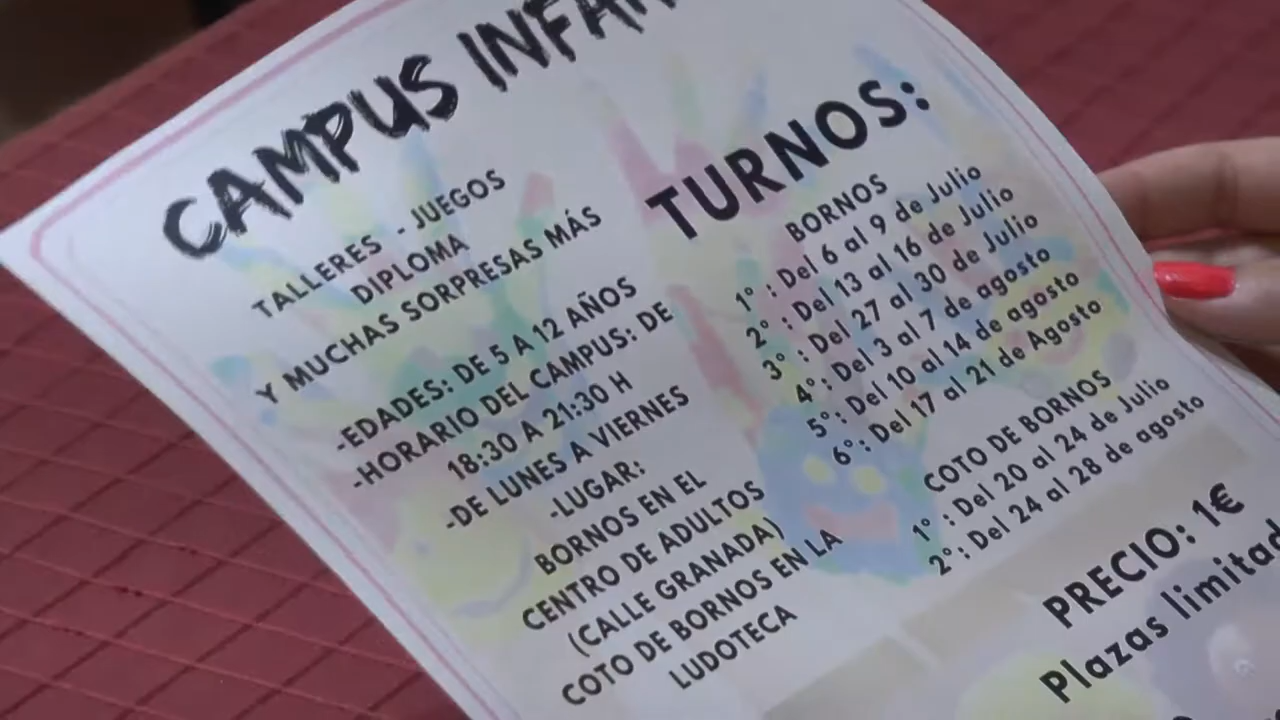 CAMPUS
TALLERES - JUEGOS
DIPLOMA
Y MUCHAS SORPRESAS MÁS
-EDADES: DE 5 A 12 AÑOS
-HORARIO DEL CAMPUS: DE
18:30 A 21:30 H
-DE LUNES A VIERNES
-LUGAR:
BORNOS EN EL
CENTRO DE ADULTOS
(CALLE GRANADA)
COTO DE BORNOS EN LA
LUDOTECA
TURNOS:
BORNOS
1º : Del 6 al 9 de Julio
2º : Del 13 al 16 de Julio
3º : Del 27 al 30 de Julio
4º: Del 3 al 7 de agosto
5º: Del 10 al 14 de agosto
6º: Del 17 al 21 de Agosto
COTO DE BORNOS
1º : Del 20 al 24 de Julio
2º: Del 24 al 28 de agosto
PRECIO: 1€
Plazas